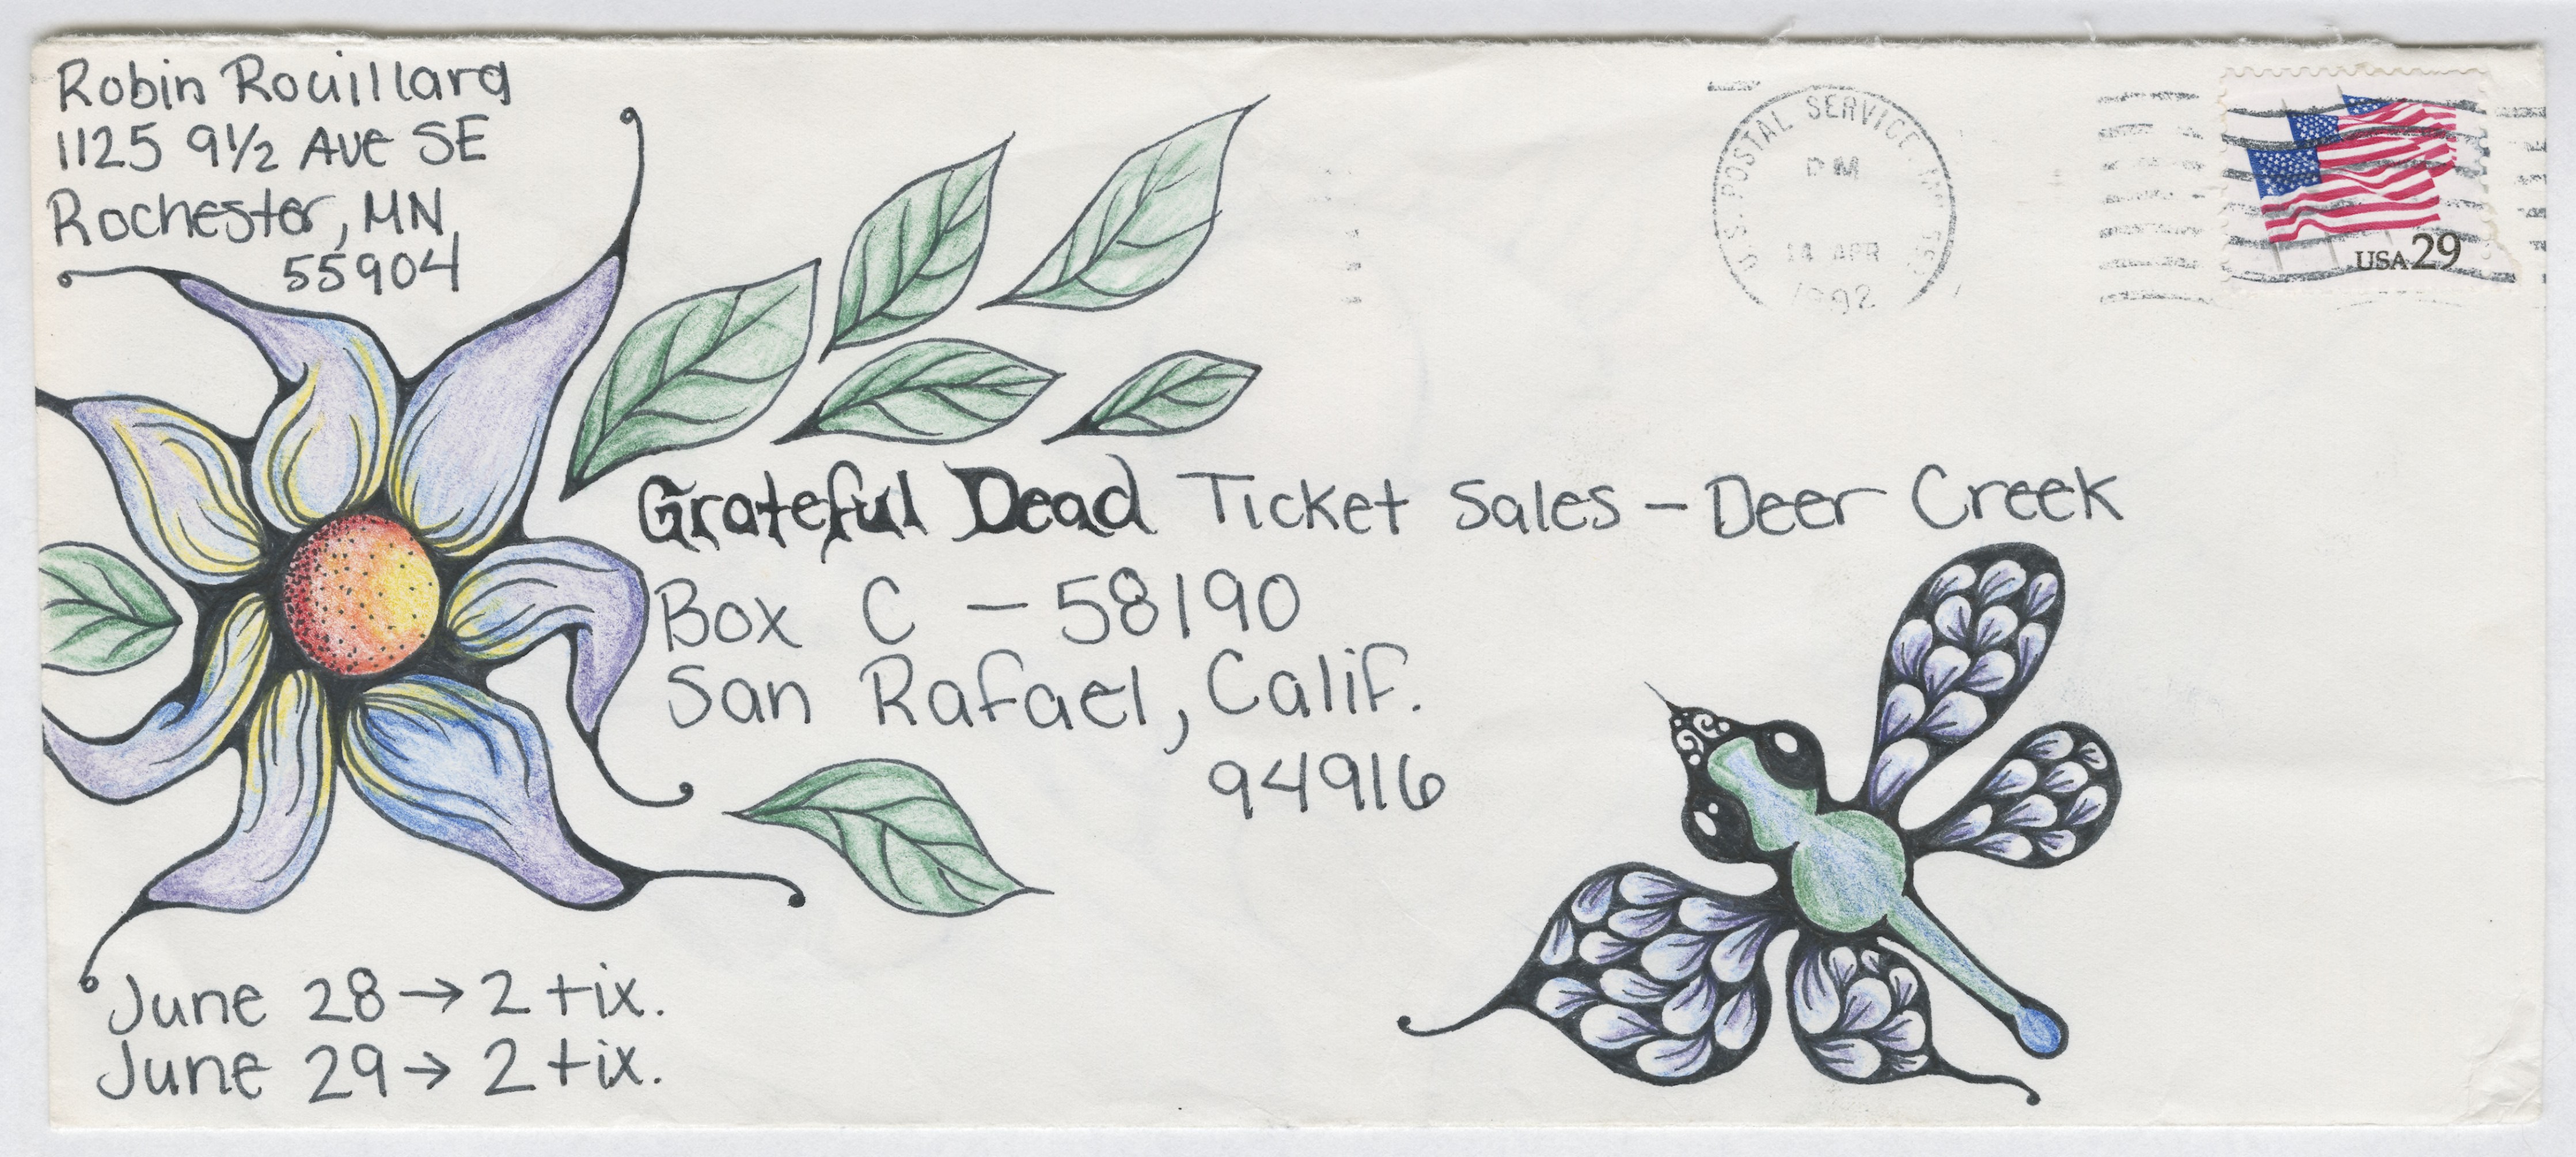 Robin Rouillard
1125 9½ Ave SE
Rochester, MN
55904
U.S. POSTAL SERVICE
PM
14 APR
1992
USA 29
Grateful Dead Ticket Sales - Deer Creek
Box C - 58190
San Rafael, Calif.
94916
June 28 → 2 tix.
June 29 → 2 tix.